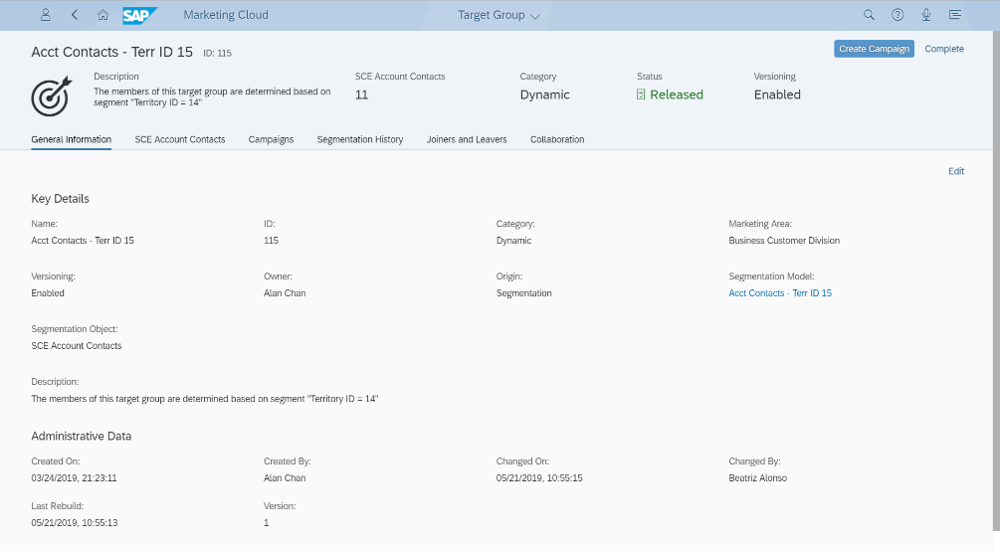 SAP Marketing Cloud Target Group
Acct Contacts - Terr ID 15 ID: 115 Create Campaign Complete
Description SCE Account Contacts Category Status Versioning
The members of this target group are determined based on
segment "Territory ID = 14"
11 Dynamic Released Enabled
General Information SCE Account Contacts Campaigns Segmentation History Joiners and Leavers Collaboration
Edit
Key Details
Name: ID: Category: Marketing Area:
Acct Contacts - Terr ID 15 115 Dynamic Business Customer Division
Versioning: Owner: Origin: Segmentation Model:
Enabled Alan Chan Segmentation Acct Contacts - Terr ID 15
Segmentation Object:
SCE Account Contacts
Description:
The members of this target group are determined based on segment "Territory ID = 14"
Administrative Data
Created On: Created By: Changed On: Changed By:
03/24/2019, 21:23:11 Alan Chan 05/21/2019, 10:55:15 Beatriz Alonso
Last Rebuild: Version:
05/21/2019, 10:55:13 1